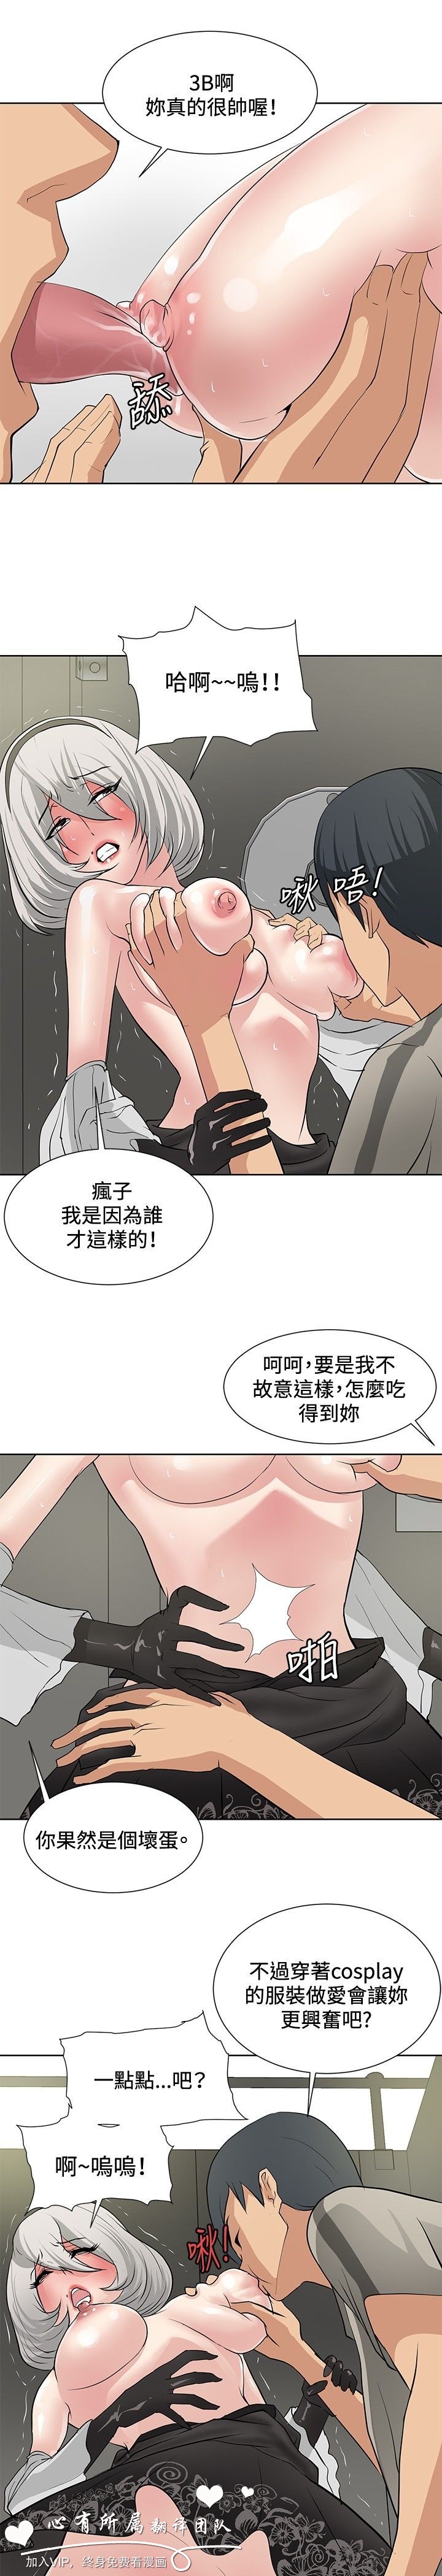 3B啊
妳真的很帥喔!
舔
哈啊~~嗚!!
啾 唔!
瘋子
我是因為誰
才這樣的!
呵呵,要是我不
故意這樣,怎麼吃
得到妳
啪
你果然是個壞蛋。
不過穿著cosplay
的服裝做愛會讓妳
更興奮吧?
一點點...吧?
啊~嗚嗚!
啾!
心有所屬翻译团队
加入VIP，终身免费看漫画